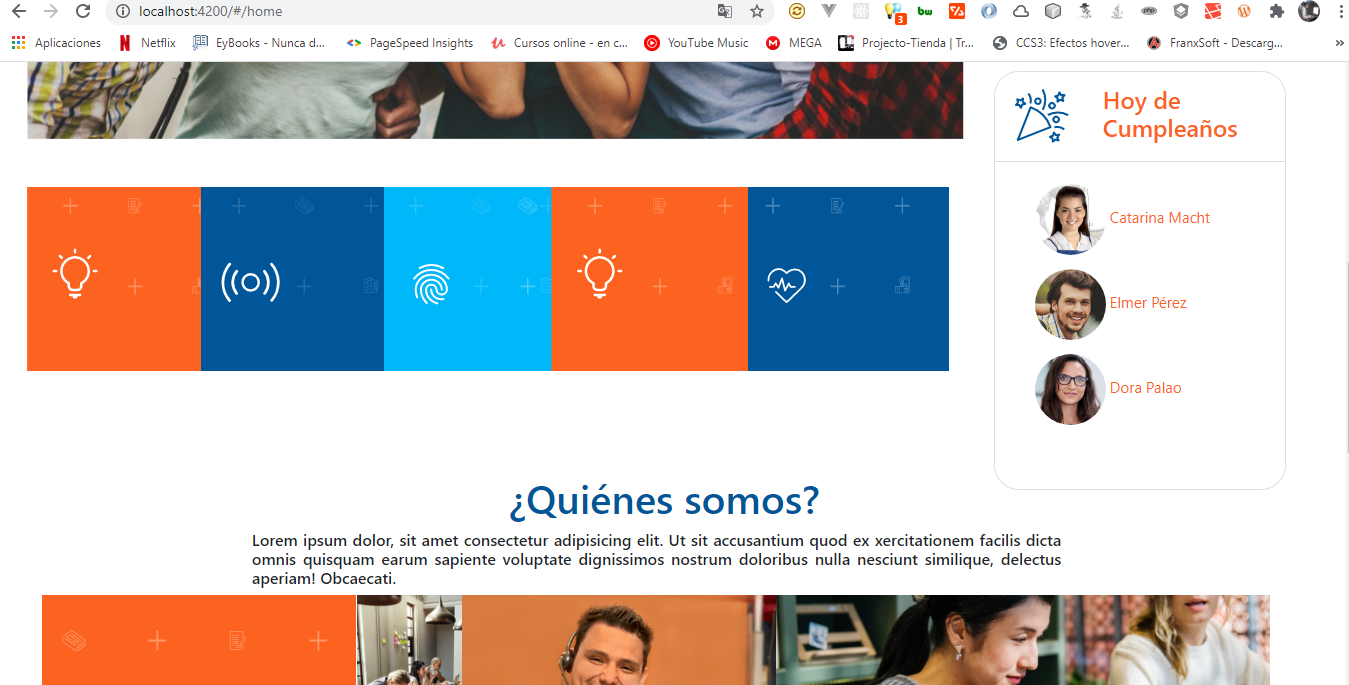 localhost:4200/#/home
3
bw
php
Aplicaciones
Netflix
EyBooks - Nunca d...
PageSpeed Insights
Cursos online - en c...
YouTube Music
MEGA
Projecto-Tienda | Tr...
CCS3: Efectos hover...
FranxSoft - Descarg...
»
Hoy de
Cumpleaños
Catarina Macht
Elmer Pérez
Dora Palao
¿Quiénes somos?
Lorem ipsum dolor, sit amet consectetur adipisicing elit. Ut sit accusantium quod ex xercitationem facilis dicta
omnis quisquam earum sapiente voluptate dignissimos nostrum doloribus nulla nesciunt similique, delectus
aperiam! Obcaecati.